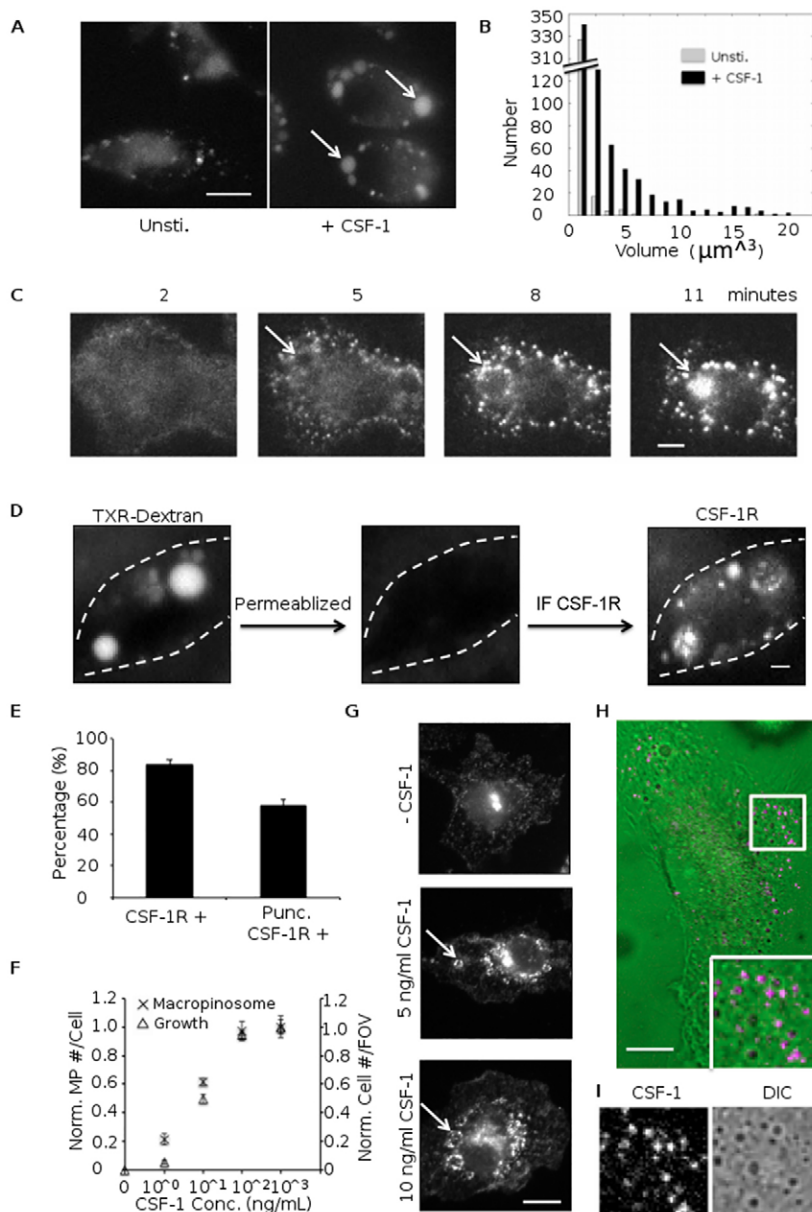 A
Unsti.
+ CSF-1
B
Number
350
330
310
120
100
80
60
40
20
0
Unsti.
+ CSF-1
0 5 10 15 20
Volume (μm^3)
C
2 5 8 11 minutes
D
TXR-Dextran
Permeablized
IF CSF-1R
CSF-1R
E
Percentage (%)
100
80
60
40
20
0
CSF-1R +
Punc.
CSF-1R +
F
Norm. MP #/Cell
1.2
1.0
0.8
0.6
0.4
0.2
0
Macropinosome
Growth
1.2
1.0
0.8
0.6
0.4
0.2
0
Norm. Cell #/FOV
0 10^0 10^1 10^2 10^3
CSF-1 Conc. (ng/mL)
G
- CSF-1
5 ng/ml CSF-1
10 ng/ml CSF-1
H
I
CSF-1
DIC